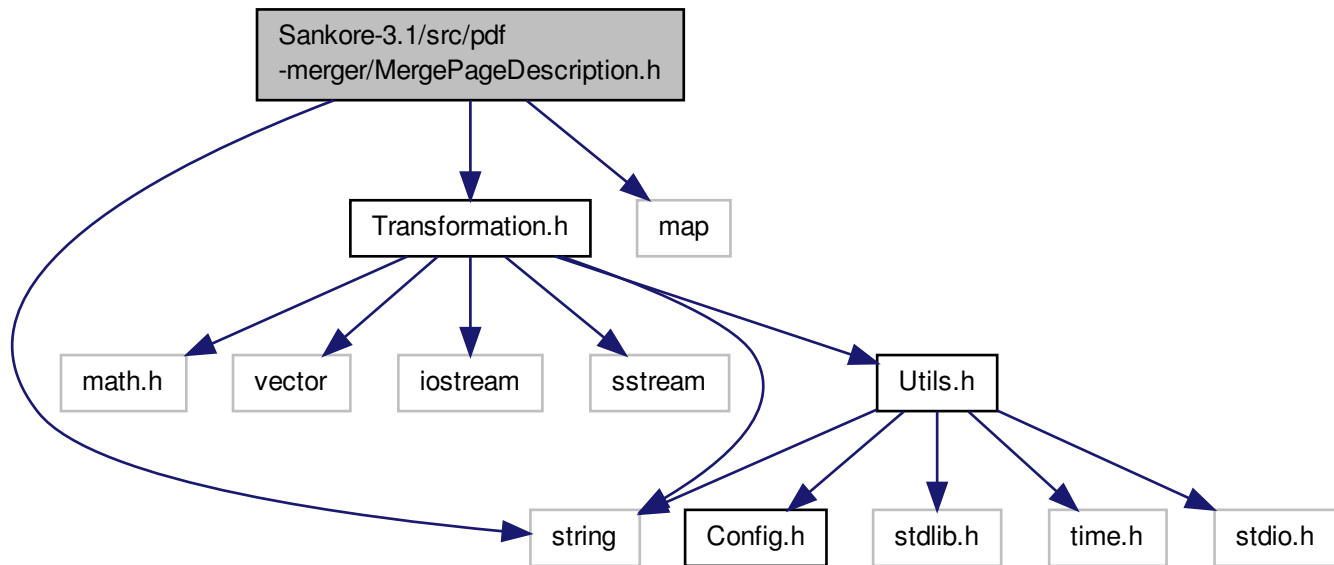 Sankore-3.1/src/pdf
-merger/MergePageDescription.h
Transformation.h
map
math.h
vector
iostream
sstream
Utils.h
string
Config.h
stdlib.h
time.h
stdio.h